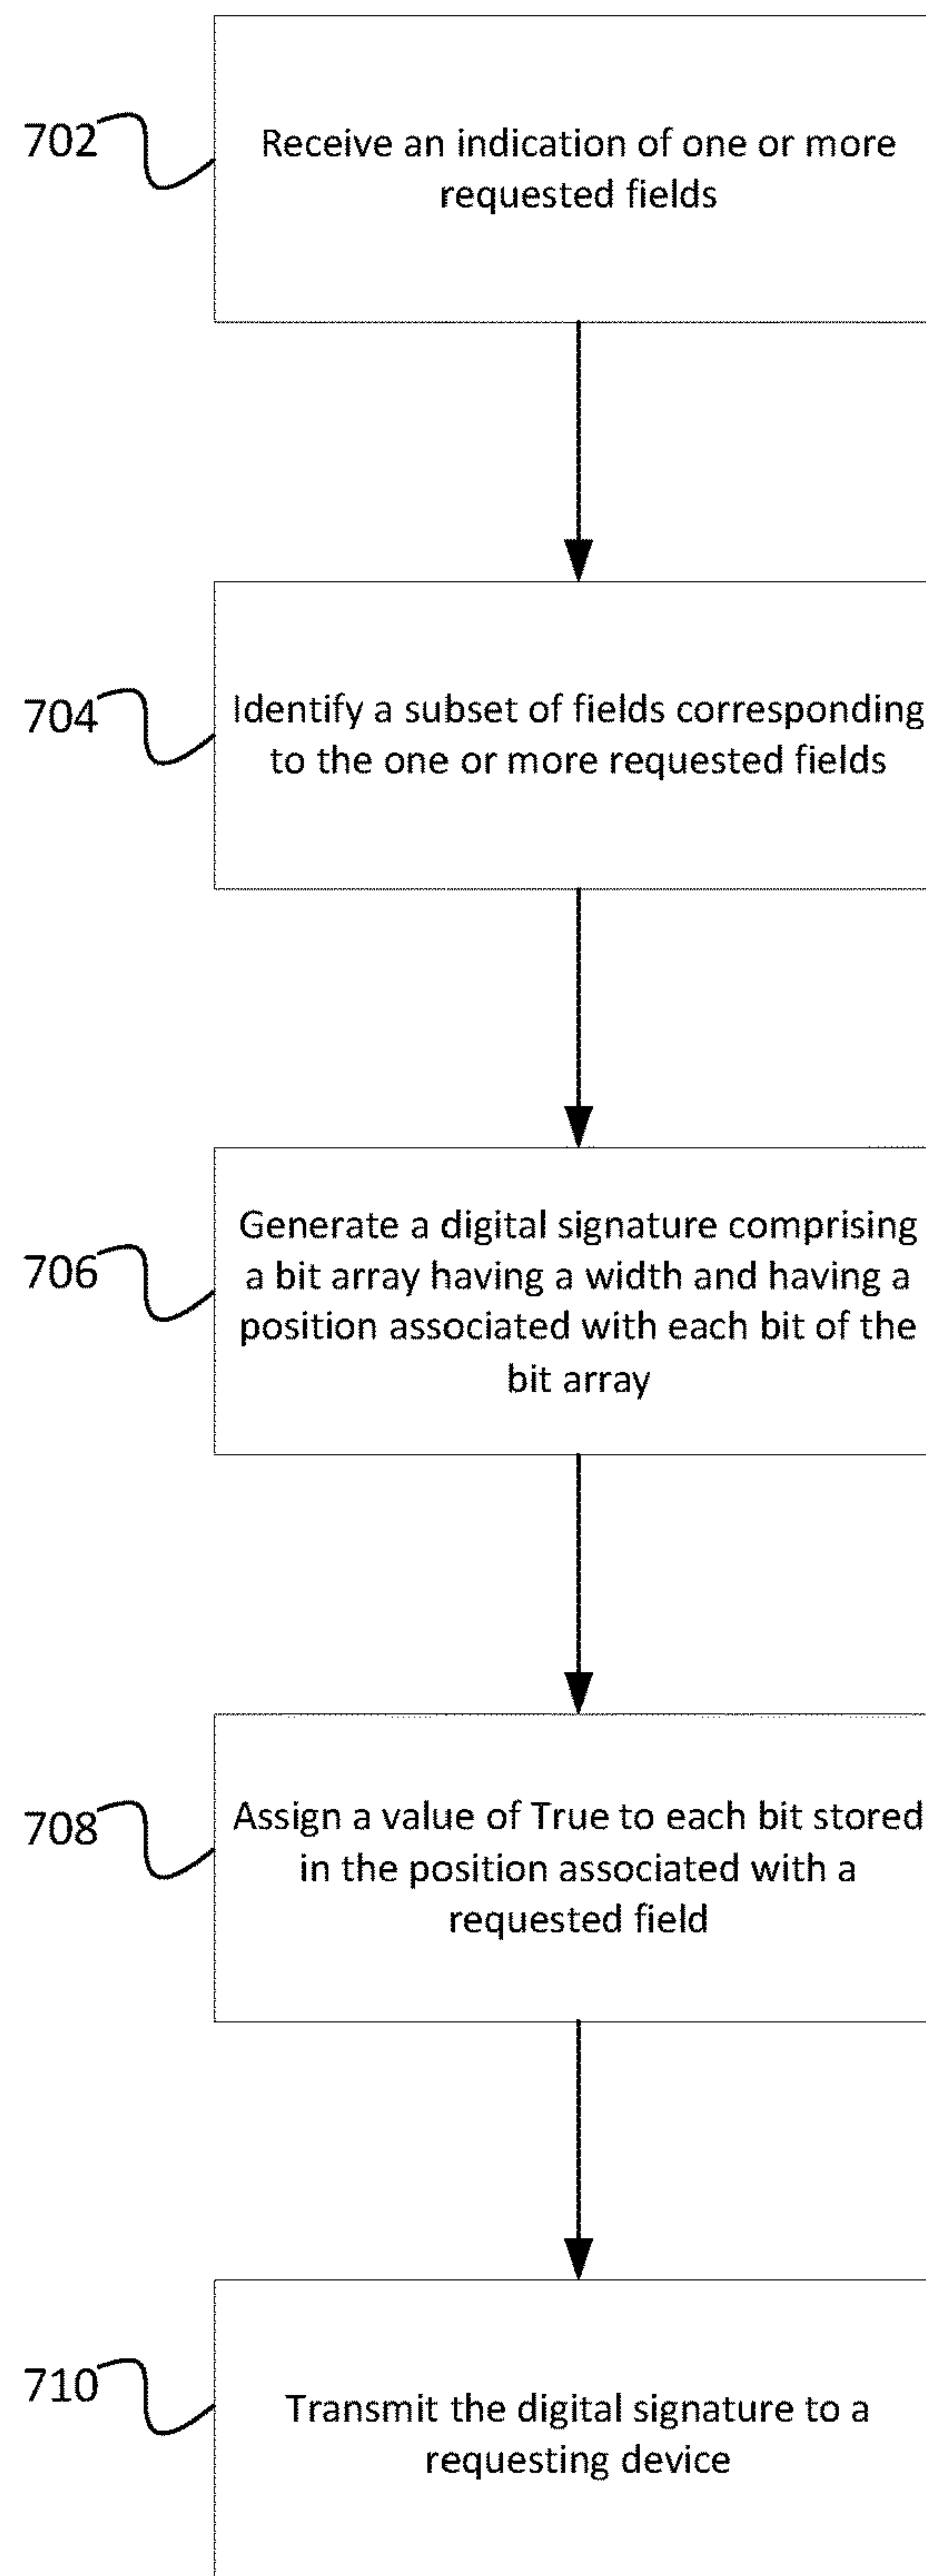 702
Receive an indication of one or more
requested fields
704
Identify a subset of fields corresponding
to the one or more requested fields
706
Generate a digital signature comprising
a bit array having a width and having a
position associated with each bit of the
bit array
708
Assign a value of True to each bit stored
in the position associated with a
requested field
710
Transmit the digital signature to a
requesting device